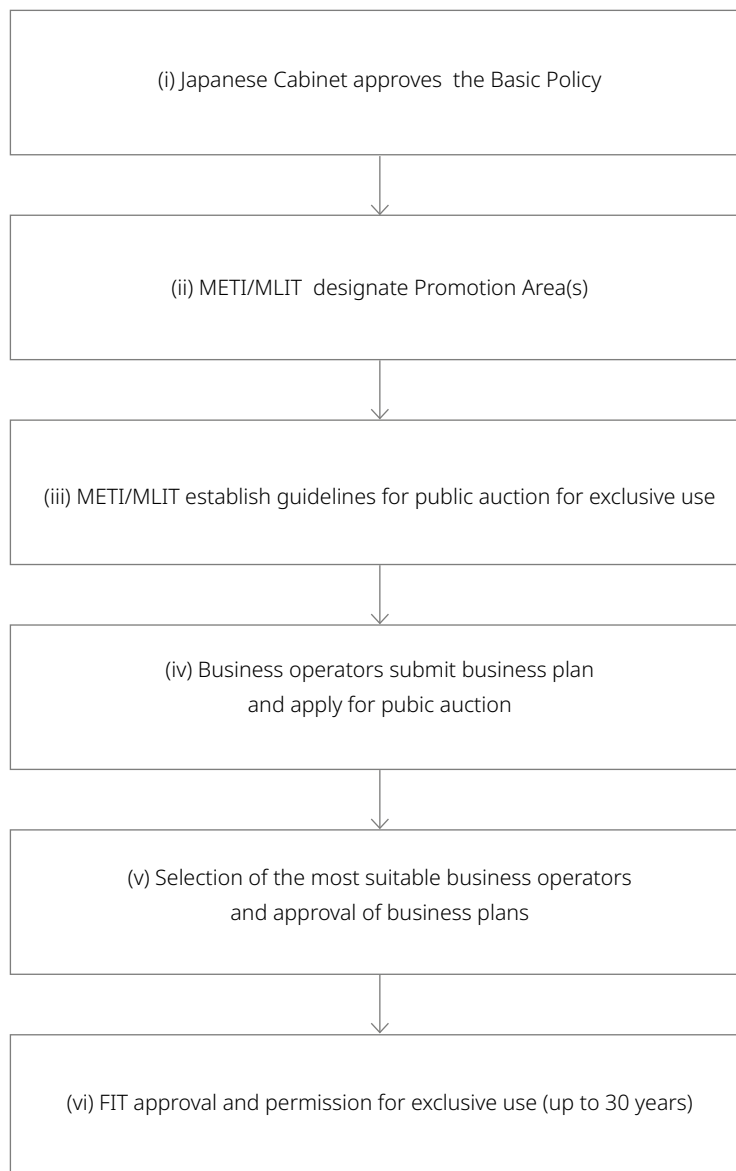 (i) Japanese Cabinet approves the Basic Policy
(ii) METI/MLIT designate Promotion Area(s)
(iii) METI/MLIT establish guidelines for public auction for exclusive use
(iv) Business operators submit business plan
and apply for pubic auction
(v) Selection of the most suitable business operators
and approval of business plans
(vi) FIT approval and permission for exclusive use (up to 30 years)